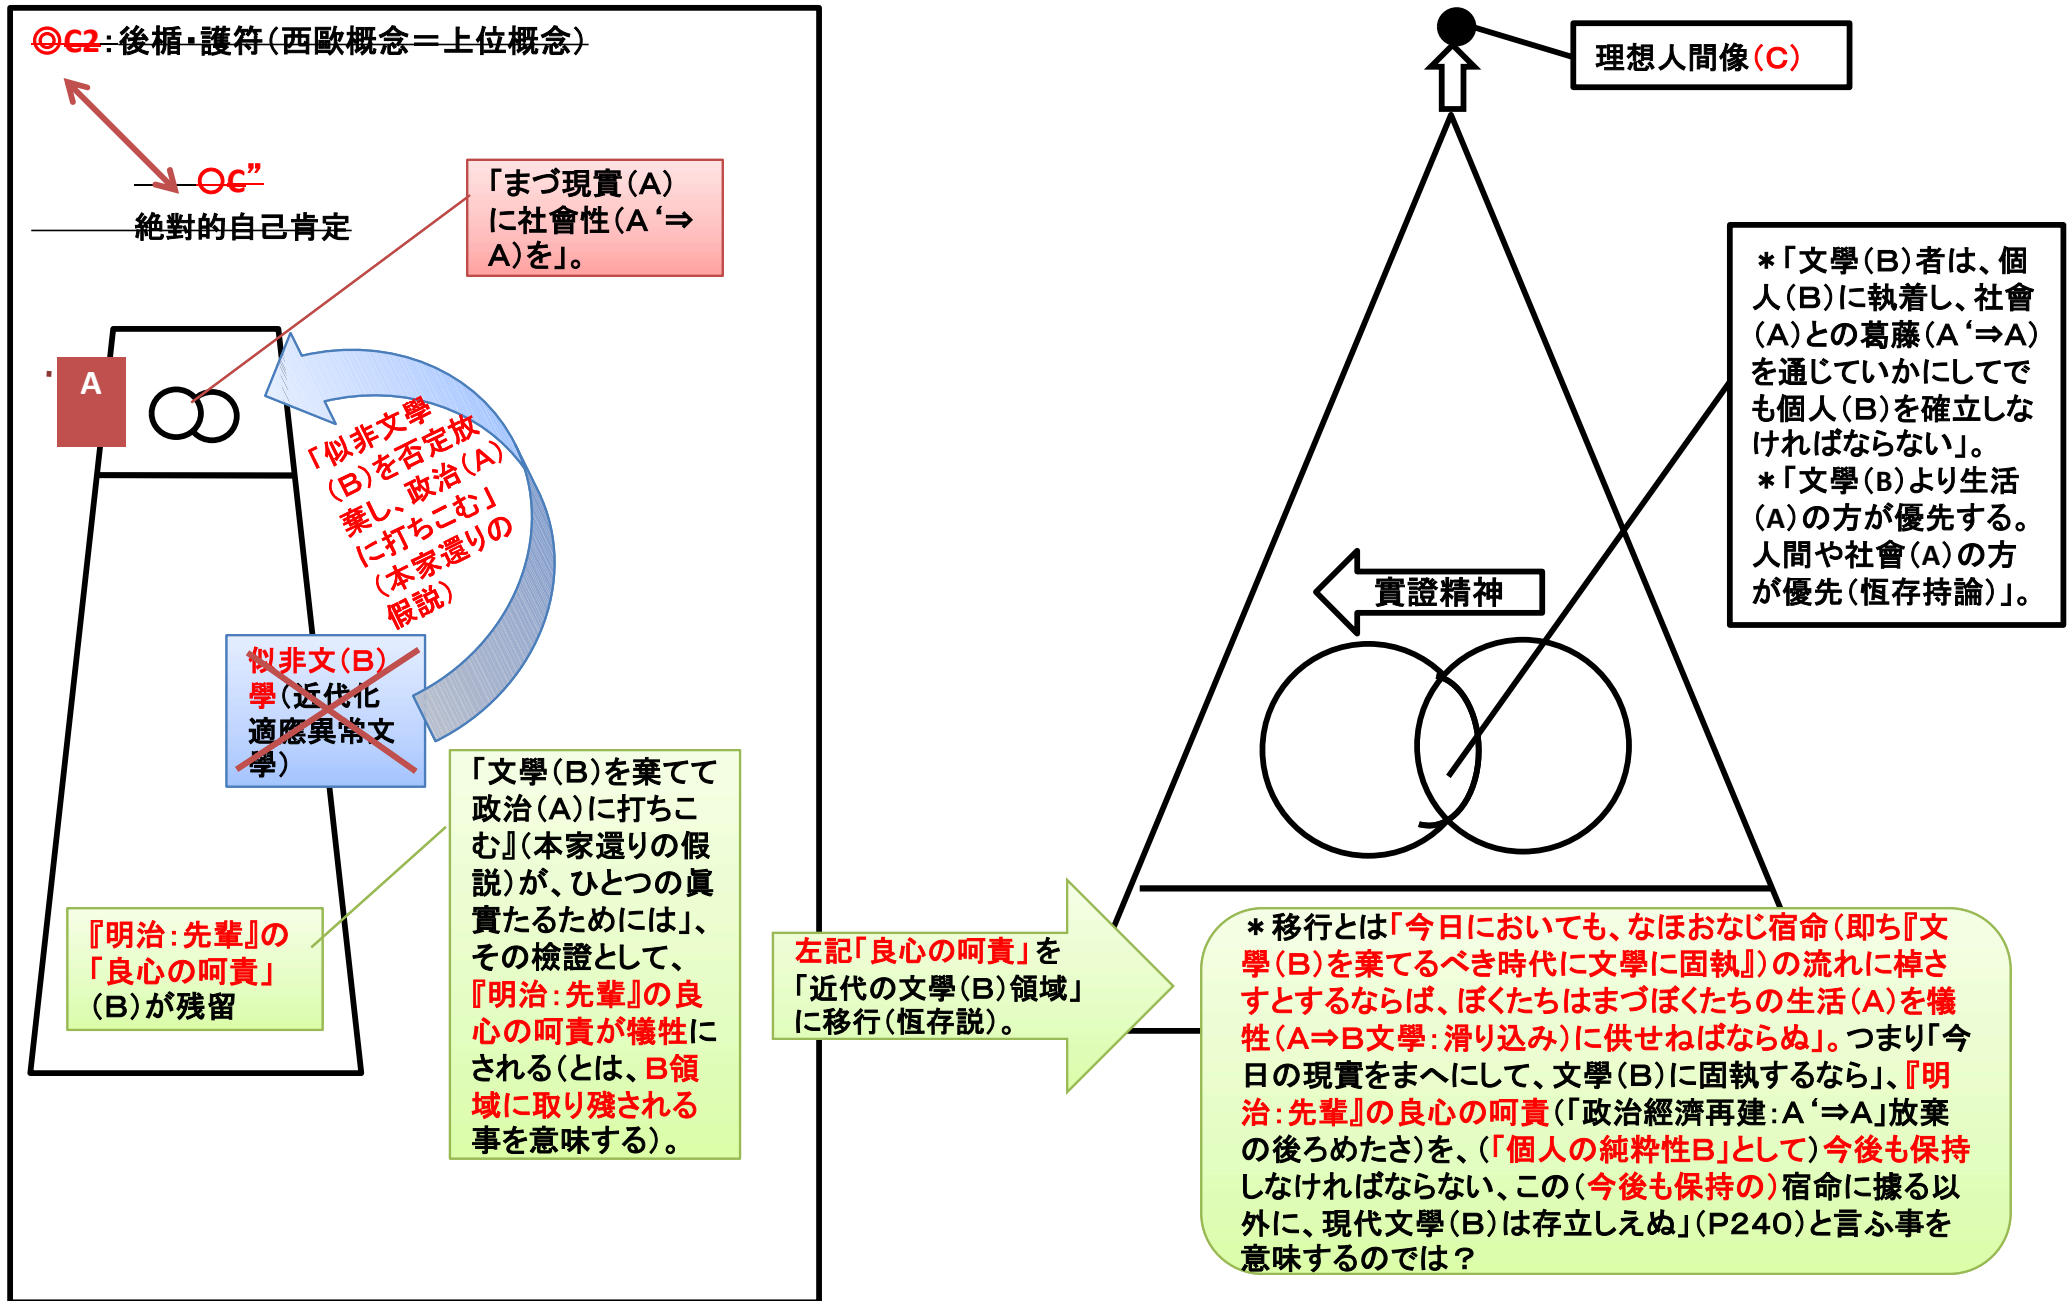 ◎C2:後楯・護符(西歐概念=上位概念)
〇C”
絶對的自己肯定
「まづ現實(A)
に社會性(A‘⇒
A)を」。
A
「似非文學
(B)を否定放
棄し、政治(A)
に打ちこむ」
(本家還りの
假説)
似非文(B)
學(近代化
適應異常文
學)
「文學(B)を棄てて
政治(A)に打ちこ
む』(本家還りの假
説)が、ひとつの眞
實たるためには」、
その檢證として、
『明治:先輩』の良
心の呵責が犠牲に
される(とは、B領
域に取り殘される
事を意味する)。
『明治:先輩』の
「良心の呵責」
(B)が残留
左記「良心の呵責」を
「近代の文學(B)領域」
に移行(恆存説)。
理想人間像(C)
*「文學(B)者は、個
人(B)に執着し、社會
(A)との葛藤(A‘⇒A)
を通じていかにしてで
も個人(B)を確立しな
ければならない」。
*「文學(B)より生活
(A)の方が優先する。
人間や社會(A)の方
が優先(恆存持論)」。
實證精神
*移行とは「今日においても、なほおなじ宿命(即ち『文
學(B)を棄てるべき時代に文學に固執』)の流れに棹さ
すとするならば、ぼくたちはまづぼくたちの生活(A)を犠
牲(A⇒B文學:滑り込み)に供せねばならぬ」。つまり「今
日の現實をまへにして、文學(B)に固執するなら」、『明
治:先輩』の良心の呵責(「政治經濟再建:A‘⇒A」放棄
の後ろめたさ)を、(「個人の純粋性B」として)今後も保持
しなければならない、この(今後も保持の)宿命に據る以
外に、現代文學(B)は存立しえぬ」(P240)と言ふ事を
意味するのでは?